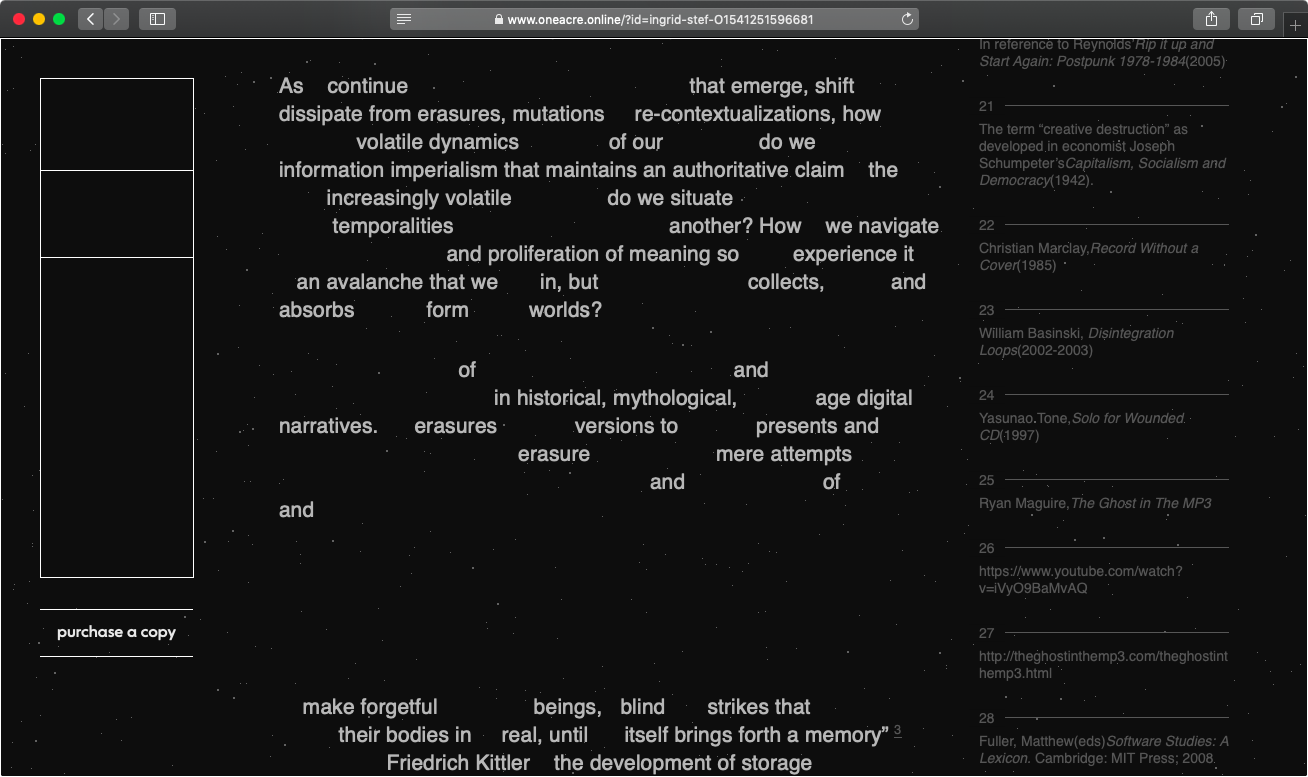 www.oneacre.online/?id=ingrid-stef-O1541251596681
As continue that emerge, shift
dissipate from erasures, mutations re-contextualizations, how
volatile dynamics of our do we
information imperialism that maintains an authoritative claim the
increasingly volatile do we situate
temporalities another? How we navigate
and proliferation of meaning so experience it
an avalanche that we in, but collects, and
absorbs form worlds?
of and
in historical, mythological, age digital
narratives. erasures versions to presents and
erasure mere attempts
and of
and
make forgetful beings, blind strikes that
their bodies in real, until itself brings forth a memory” 3
Friedrich Kittler the development of storage
purchase a copy
In reference to Reynolds’Rip it up and
Start Again: Postpunk 1978-1984(2005)
21
The term “creative destruction” as
developed in economist Joseph
Schumpeter’sCapitalism, Socialism and
Democracy(1942).
22
Christian Marclay,Record Without a
Cover(1985)
23
William Basinski, Disintegration
Loops(2002-2003)
24
Yasunao Tone,Solo for Wounded
CD(1997)
25
Ryan Maguire,The Ghost in The MP3
26
https://www.youtube.com/watch?
v=iVyO9BaMvAQ
27
http://theghostinthemp3.com/theghostint
hemp3.html
28
Fuller, Matthew(eds)Software Studies: A
Lexicon. Cambridge: MIT Press; 2008